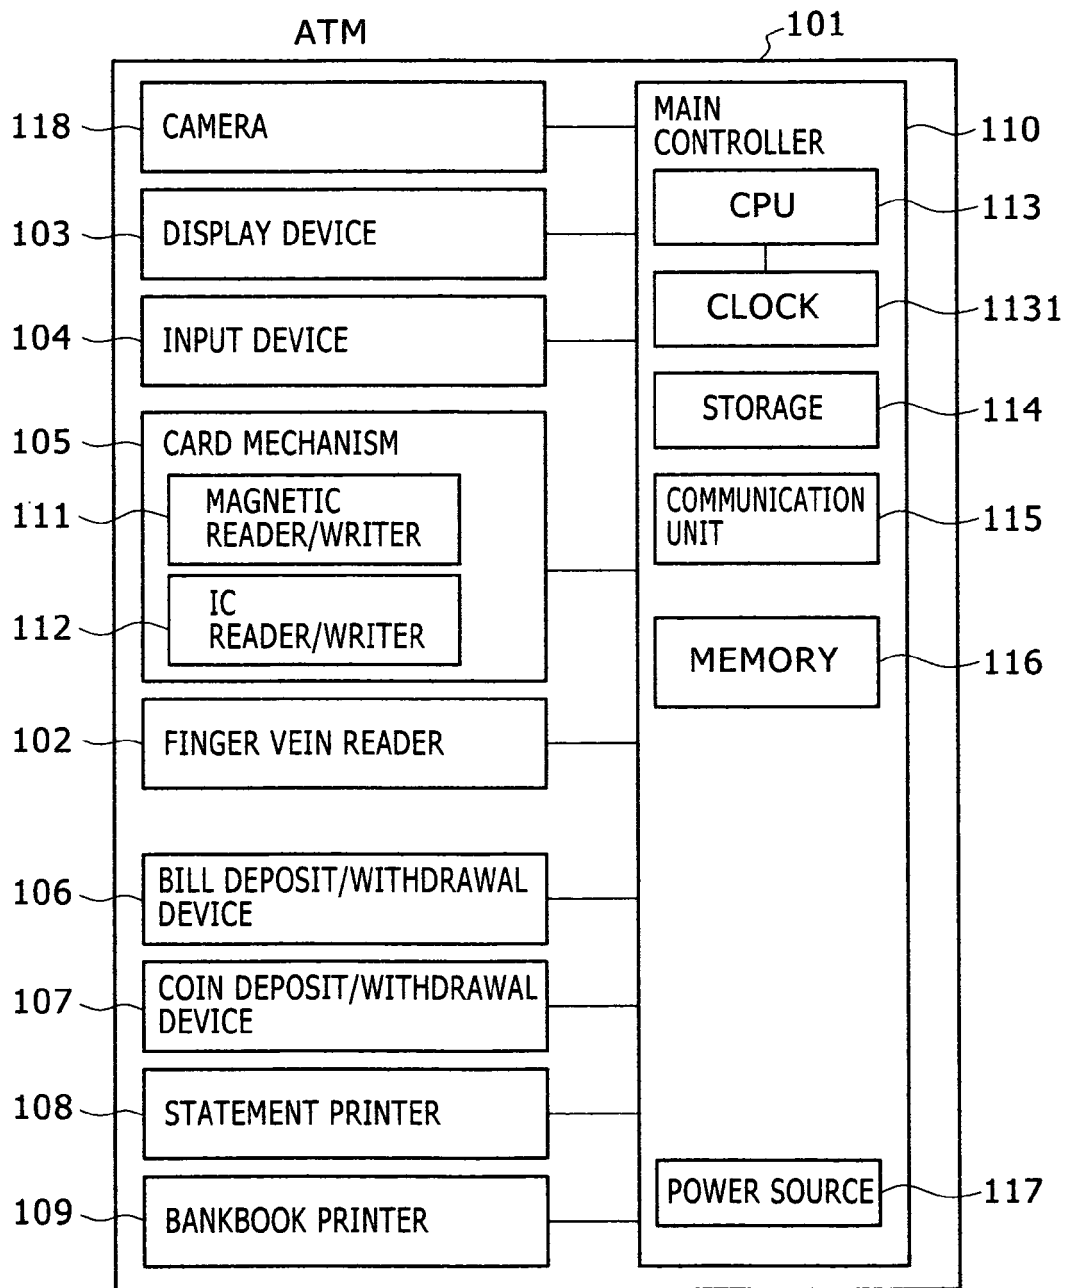 ATM
101
118
CAMERA
103
DISPLAY DEVICE
104
INPUT DEVICE
105
CARD MECHANISM
111
MAGNETIC
READER/WRITER
112
IC
READER/WRITER
102
FINGER VEIN READER
106
BILL DEPOSIT/WITHDRAWAL
DEVICE
107
COIN DEPOSIT/WITHDRAWAL
DEVICE
108
STATEMENT PRINTER
109
BANKBOOK PRINTER
MAIN
CONTROLLER
110
CPU
113
CLOCK
1131
STORAGE
114
COMMUNICATION
UNIT
115
MEMORY
116
POWER SOURCE
117